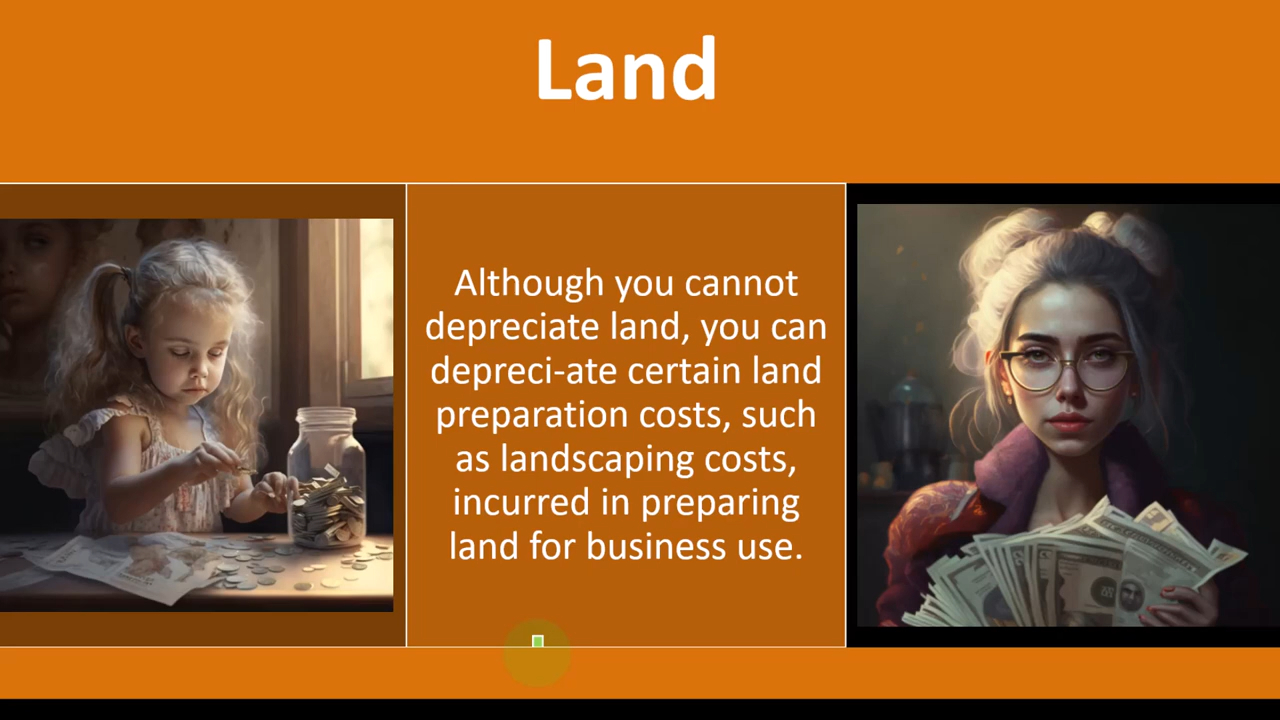 Land
Although you cannot
depreciate land, you can
depreci-ate certain land
preparation costs, such
as landscaping costs,
incurred in preparing
land for business use.